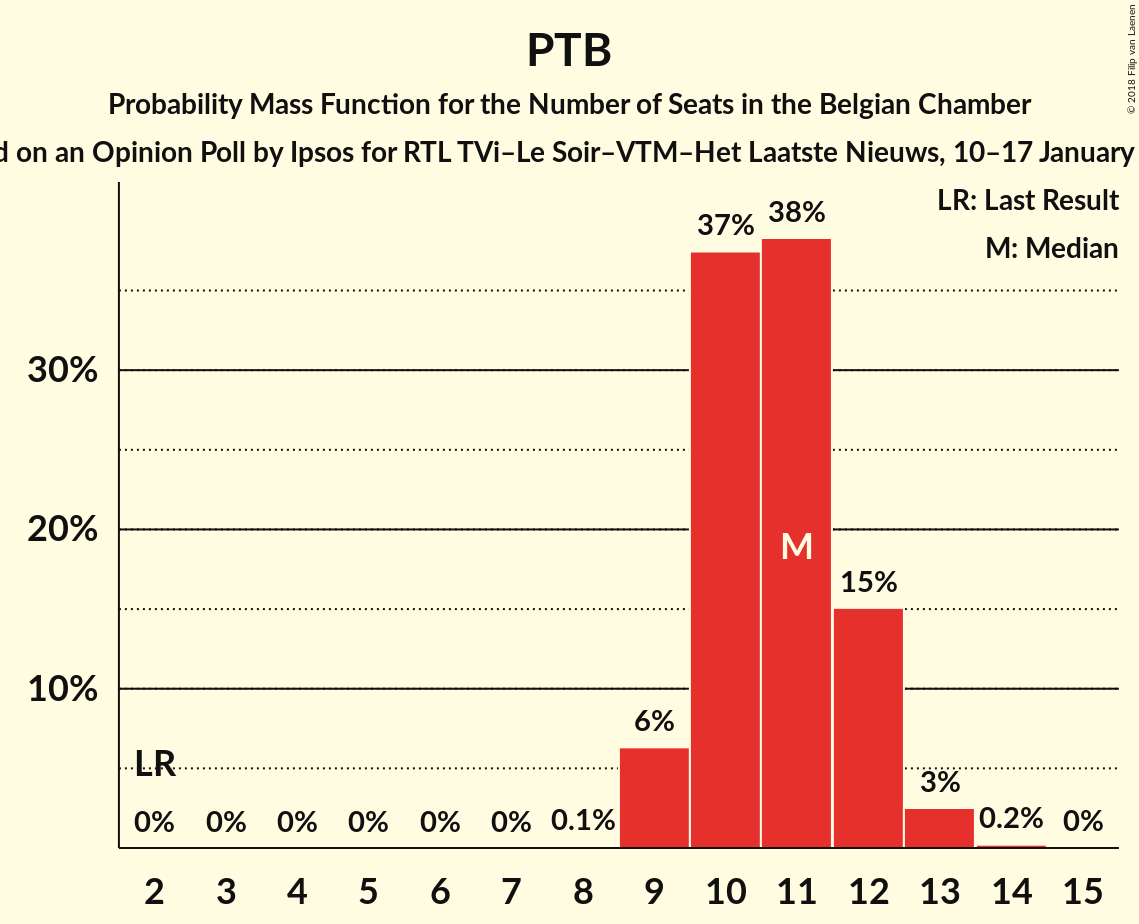 PTB
Probability Mass Function for the Number of Seats in the Belgian Chamber
d on an Opinion Poll by Ipsos for RTL TVi–Le Soir–VTM–Het Laatste Nieuws, 10–17 January
© 2018 Filip van Laenen
LR: Last Result
M: Median
38%
37%
30%
20%
M
15%
10%
6%
LR
3%
0% 0% 0% 0% 0% 0% 0.1% 0.2% 0%
2 3 4 5 6 7 8 9 10 11 12 13 14 15